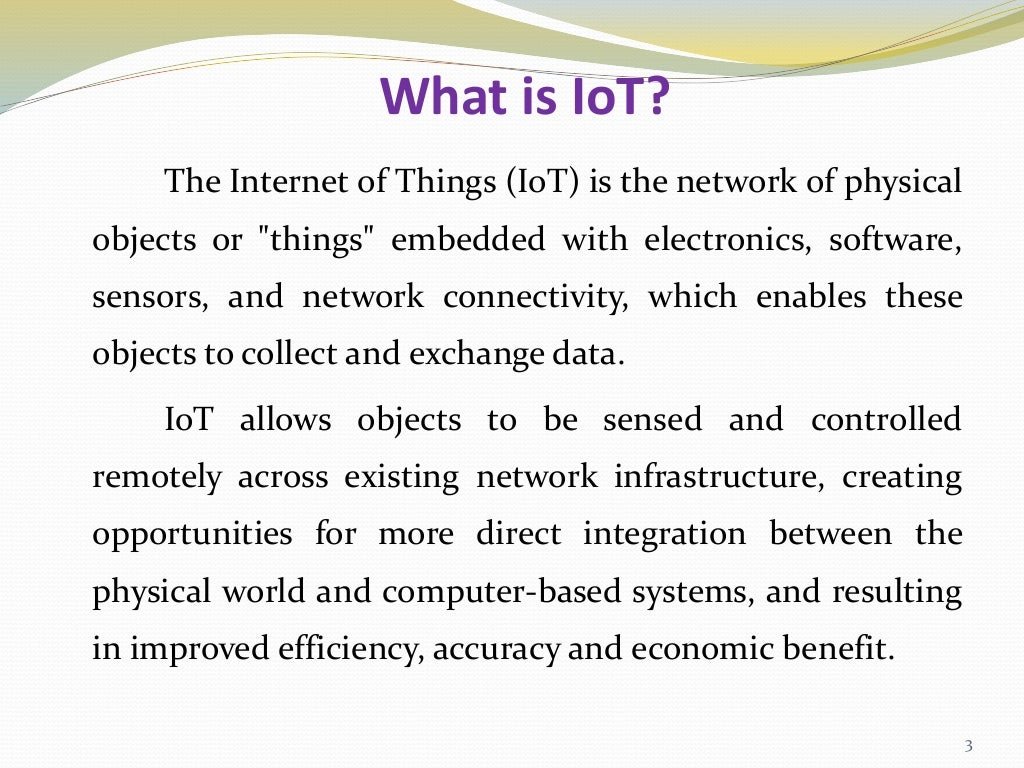 What is IoT?
The Internet of Things (IoT) is the network of physical
objects or "things" embedded with electronics, software,
sensors, and network connectivity, which enables these
objects to collect and exchange data.
IoT allows objects to be sensed and controlled
remotely across existing network infrastructure, creating
opportunities for more direct integration between the
physical world and computer-based systems, and resulting
in improved efficiency, accuracy and economic benefit.
3